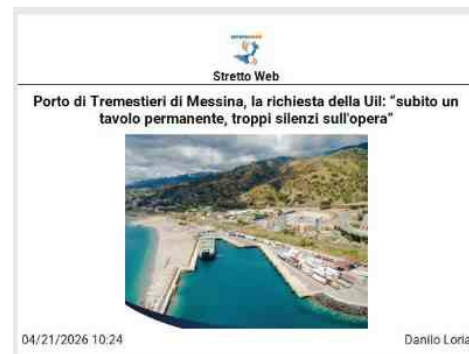 Stretto Web
Porto di Tremestieri di Messina, la richiesta della Uil: “subito un
tavolo permanente, troppi silenzi sull'opera”
04/21/2026 10:24
Danilo Loria